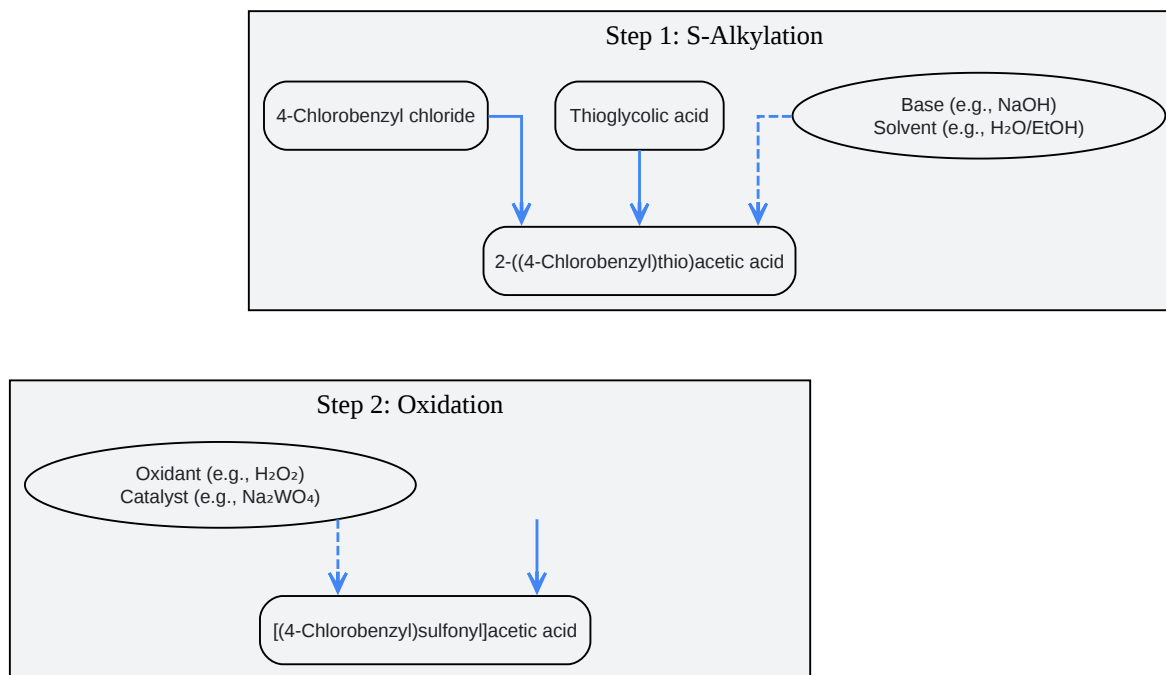 Step 1: S-Alkylation
4-Chlorobenzyl chloride
Thioglycolic acid
Base (e.g., NaOH)
Solvent (e.g., H₂O/EtOH)
2-((4-Chlorobenzyl)thio)acetic acid
Step 2: Oxidation
Oxidant (e.g., H₂O₂)
Catalyst (e.g., Na₂WO₄)
[(4-Chlorobenzyl)sulfonyl]acetic acid